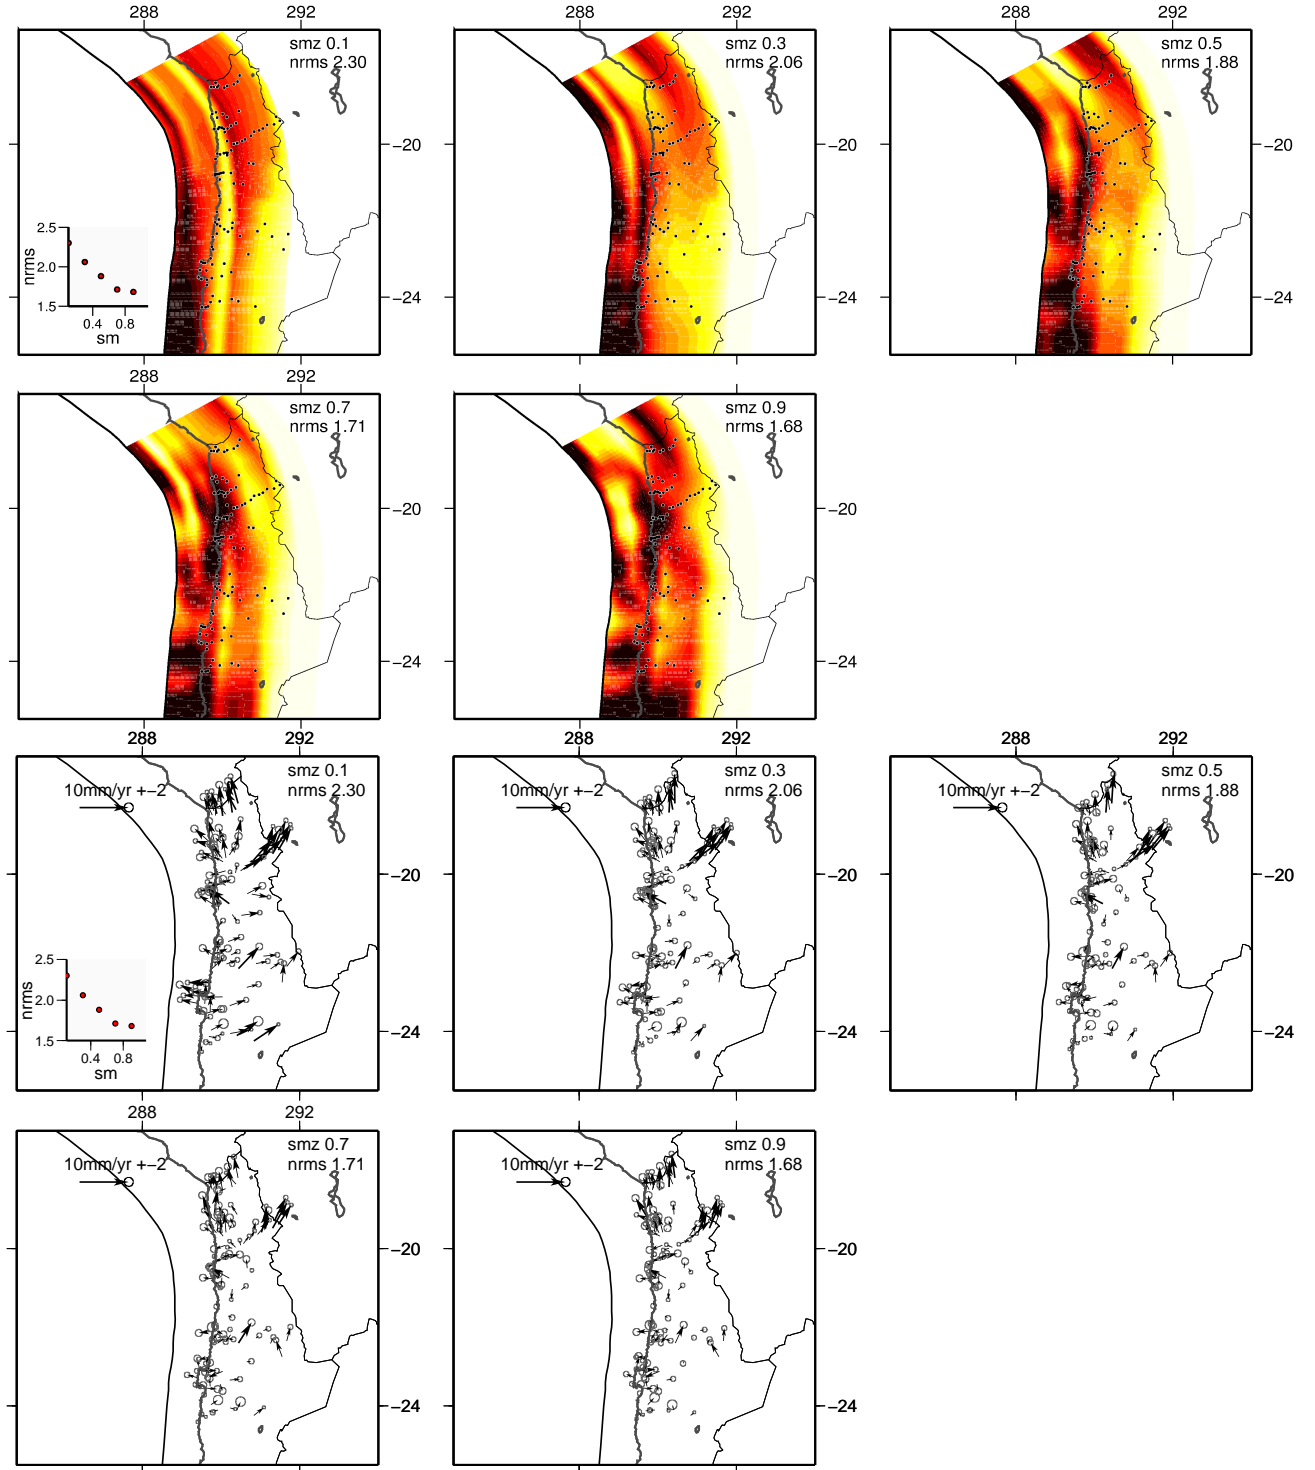 288 292 288 292 288 292
smz 0.1
nrms 2.30
smz 0.3
nrms 2.06
smz 0.5
nrms 1.88
−20 −20 −20
2.5
2.0
1.5
nrms
0.4 0.8
sm
−24 −24 −24
288 292 288 292
smz 0.7
nrms 1.71
smz 0.9
nrms 1.68
−20 −20
−24 −24
288 292 288 292 288 292
smz 0.1
nrms 2.30
10mm/yr +−2
smz 0.3
nrms 2.06
10mm/yr +−2
smz 0.5
nrms 1.88
10mm/yr +−2
−20 −20 −20
2.5
2.0
1.5
nrms
0.4 0.8
sm
−24 −24 −24
288 292 288 292
smz 0.7
nrms 1.71
10mm/yr +−2
smz 0.9
nrms 1.68
10mm/yr +−2
−20 −20
−24 −24